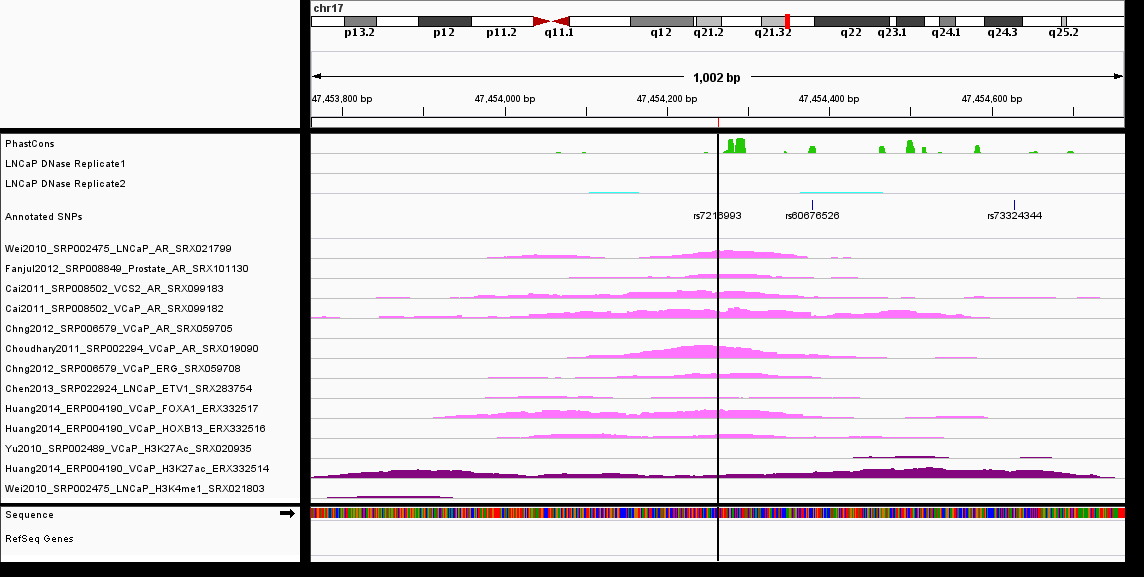 chr17
p13.2 p12 p11.2 q11.1 q12 q21.2 q21.32 q22 q23.1 q24.1 q24.3 q25.2
1,002 bp
47,453,800 bp 47,454,000 bp 47,454,200 bp 47,454,400 bp 47,454,600 bp
PhastCons
LNCaP DNase Replicate1
LNCaP DNase Replicate2
Annotated SNPs
rs7216993 rs60676526 rs73324344
Wei2010_SRP002475_LNCaP_AR_SRX021799
Fanjul2012_SRP008849_Prostate_AR_SRX101130
Cai2011_SRP008502_VCS2_AR_SRX099183
Cai2011_SRP008502_VCaP_AR_SRX099182
Chng2012_SRP006579_VCaP_AR_SRX059705
Choudhary2011_SRP002294_VCaP_AR_SRX019090
Chng2012_SRP006579_VCaP_ERG_SRX059708
Chen2013_SRP022924_LNCaP_ETV1_SRX283754
Huang2014_ERP004190_VCaP_FOXA1_ERX332517
Huang2014_ERP004190_VCaP_HOXB13_ERX332516
Yu2010_SRP002489_VCaP_H3K27Ac_SRX020935
Huang2014_ERP004190_VCaP_H3K27ac_ERX332514
Wei2010_SRP002475_LNCaP_H3K4me1_SRX021803
Sequence
RefSeq Genes